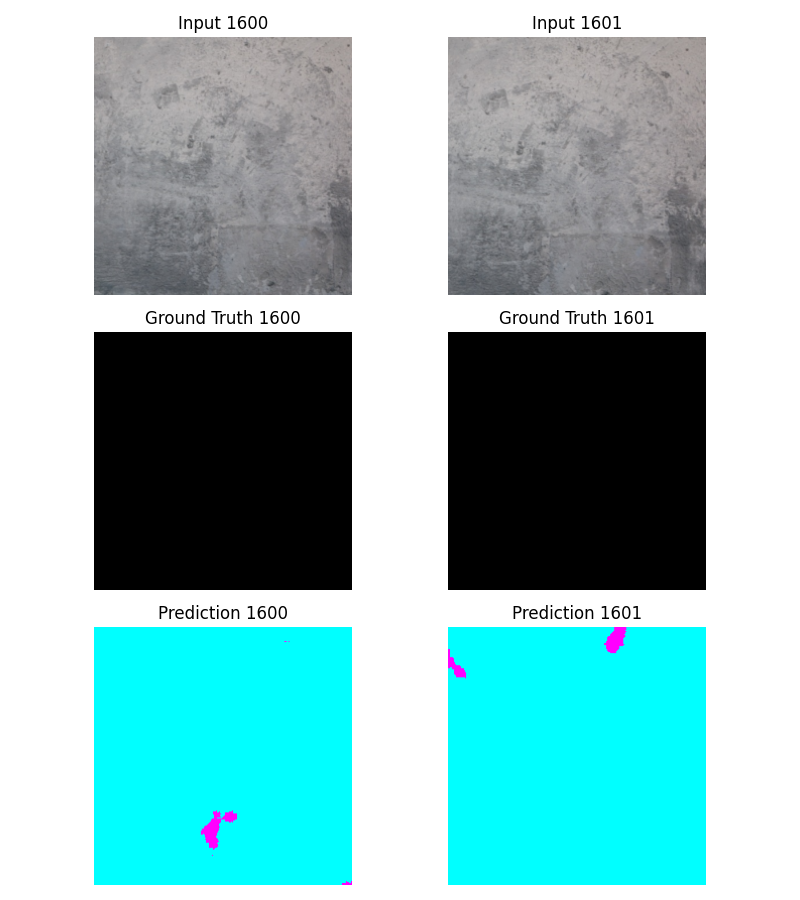 Input 1600
Input 1601
Ground Truth 1600
Ground Truth 1601
Prediction 1600
Prediction 1601